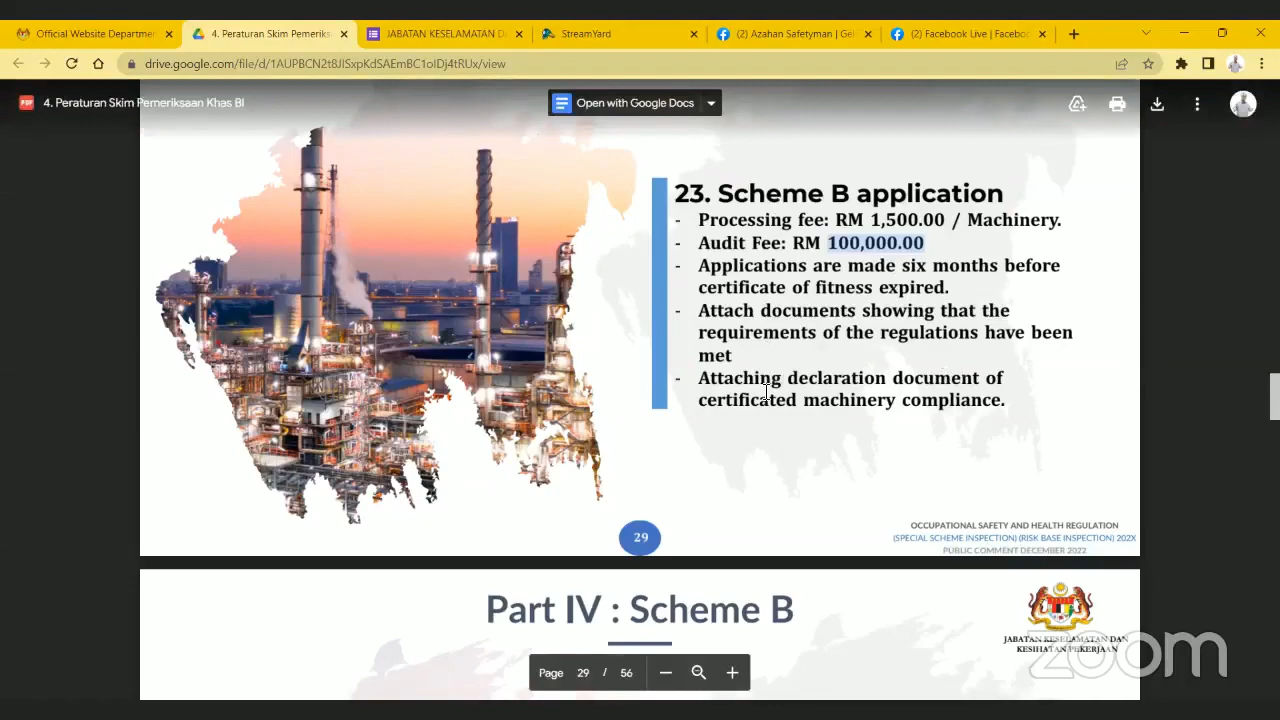 Official Website Departmen
4. Peraturan Skim Pemeriksa
JABATAN KESELAMATAN D
StreamYard
(2) Azahan Safetyman | Gel
(2) Facebook Live | Faceboo
drive.google.com/file/d/1AUPBCN2t8JISxpKdSAEmBC1oIDj4tRUx/view
PDF
4. Peraturan Skim Pemeriksaan Khas BI
Open with Google Docs
23. Scheme B application
- Processing fee: RM 1,500.00 / Machinery.
- Audit Fee: RM 100,000.00
- Applications are made six months before
certificate of fitness expired.
- Attach documents showing that the
requirements of the regulations have been
met
- Attaching declaration document of
certificated machinery compliance.
29
OCCUPATIONAL SAFETY AND HEALTH REGULATION
(SPECIAL SCHEME INSPECTION) (RISK BASE INSPECTION) 202X
PUBLIC COMMENT DECEMBER 2022
Part IV : Scheme B
JABATAN KESELAMATAN DAN
KESIHATAN PEKERJAAN
zoom
Page 29 / 56